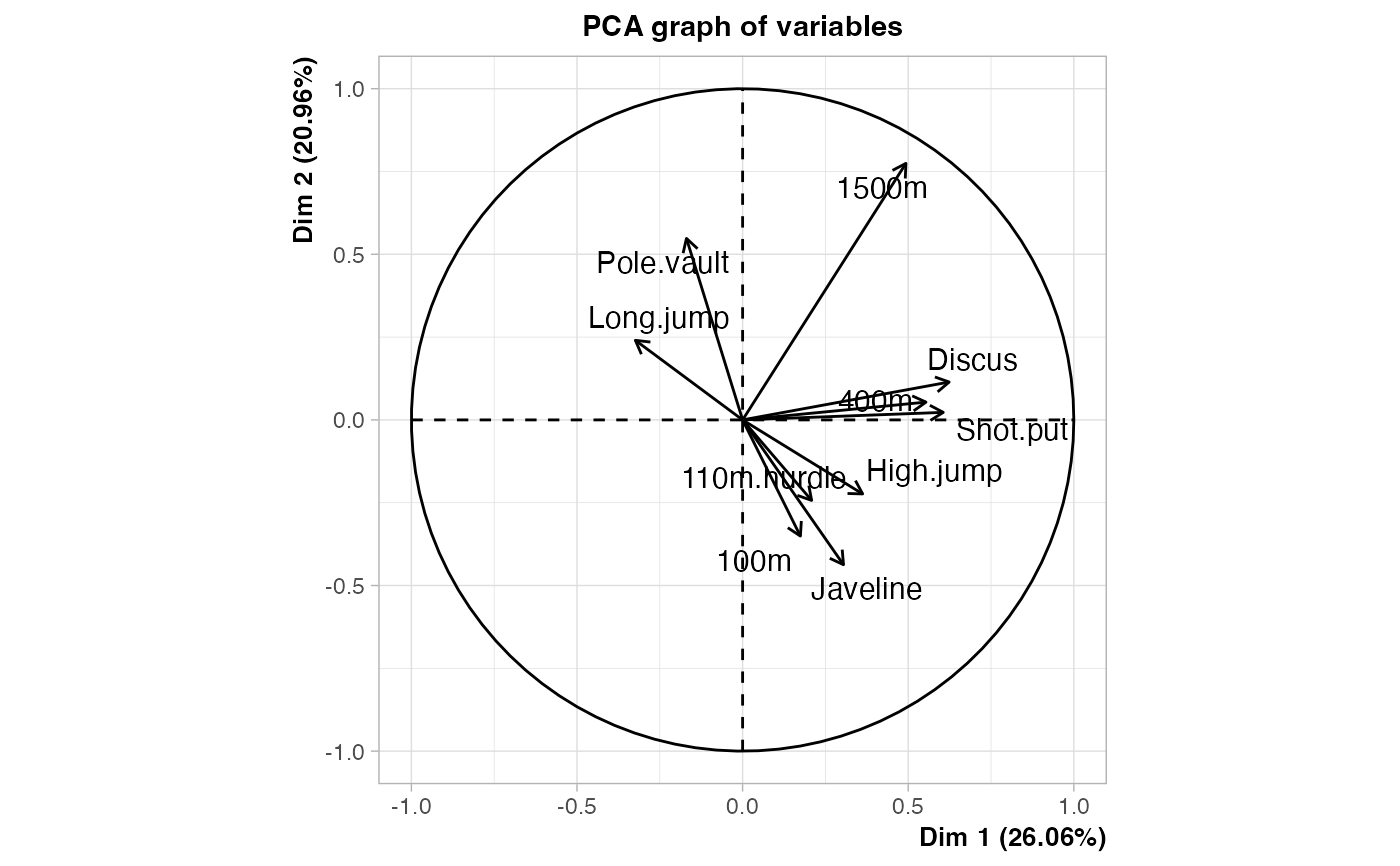 PCA graph of variables
Dim 2 (20.96%)
1.0
0.5
0.0
-0.5
-1.0
1500m
Pole.vault
Long.jump
Discus
400m
Shot.put
High.jump
110m.hurdle
100m
Javeline
-1.0
-0.5
0.0
0.5
1.0
Dim 1 (26.06%)